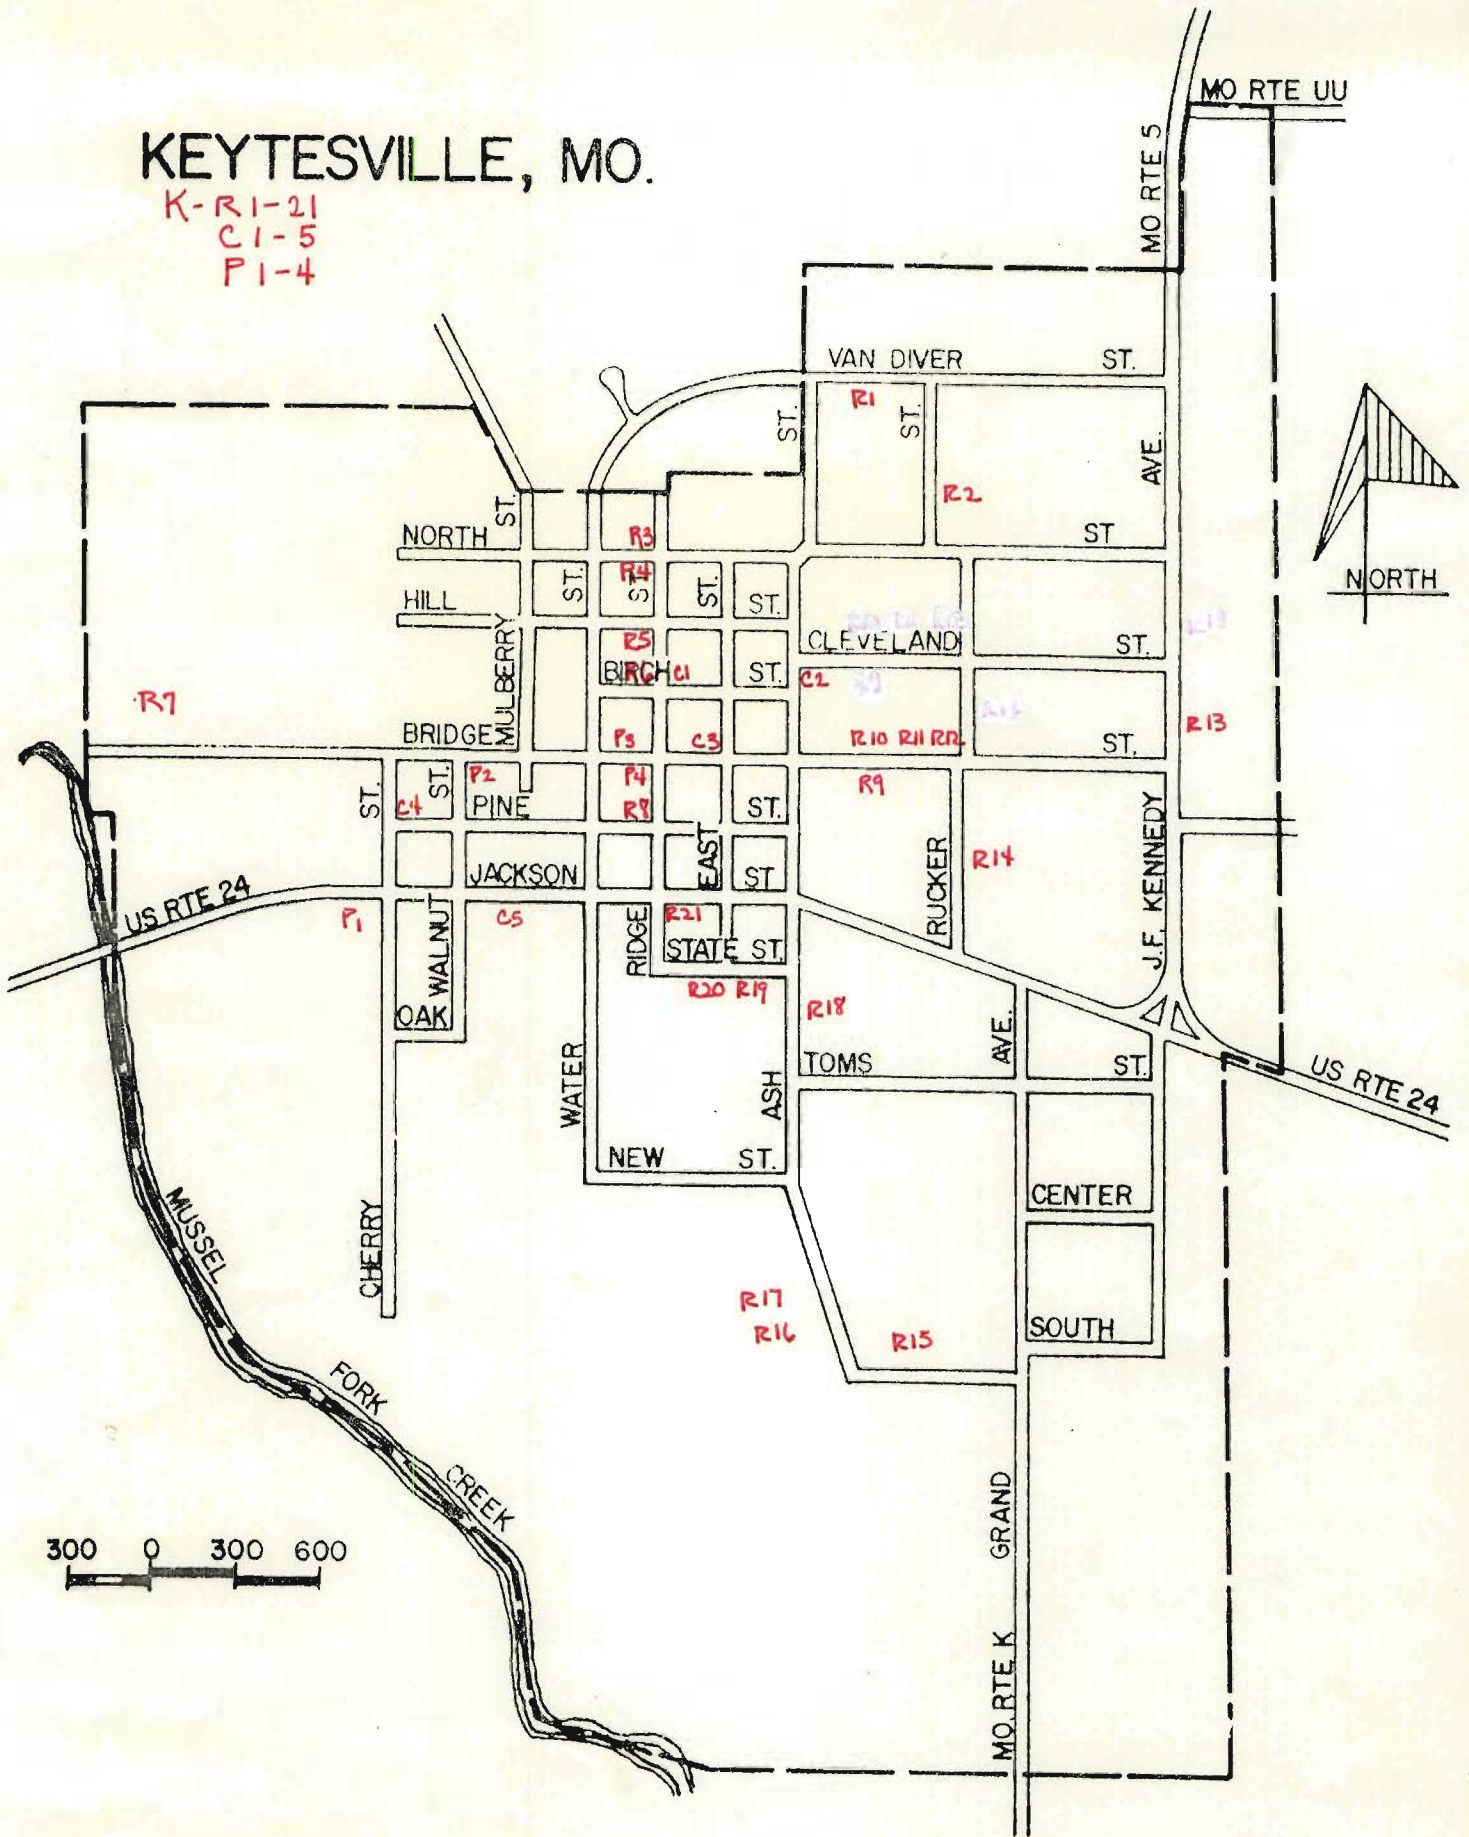 MO RTE UU
MO RTE 5
KEYTESVILLE, MO.
K-R1-21
C1-5
P1-4
VAN DIVER ST.
R1
ST.
ST.
AVE.
R2
ST.
NORTH
R3
ST
R4
ST.
ST.
ST.
HILL
ST.
NORTH
MULBERRY
R5
CLEVELAND
ST.
R13
BIRCH
R6
C1
ST.
C2
R9
R7
R14
BRIDGE
P3
C3
R10 R11 R12
ST.
R13
ST.
ST.
C4
P2
PINE
P4
R8
ST.
R9
J.F. KENNEDY
RUCKER
R14
JACKSON
EAST
ST
US RTE 24
P1
WALNUT
C5
RIDGE
R21
STATE ST.
R20 R19
R18
OAK
WATER
ASH
TOMS
AVE.
ST.
US RTE 24
NEW ST.
CENTER
MUSSEL
CHERRY
R17
R16
R15
SOUTH
FORK
CREEK
GRAND
300 0 300 600
MO. RTE K